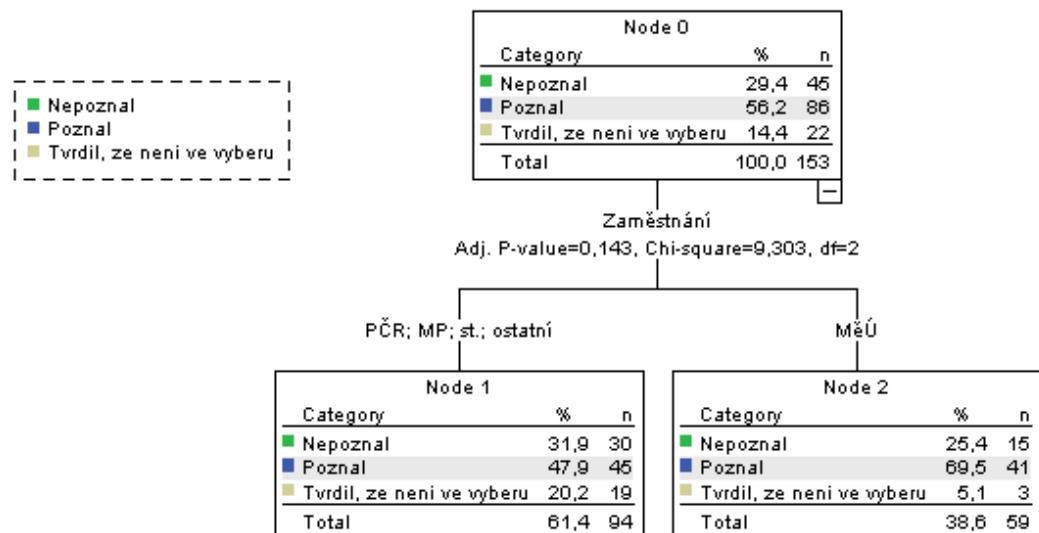 Nepoznal
Poznal
Tvrdil, ze neni ve vyberu
Node 0
Category % n
Nepoznal 29,4 45
Poznal 56,2 86
Tvrdil, ze neni ve vyberu 14,4 22
Total 100,0 153
Zaměstnání
Adj. P-value=0,143, Chi-square=9,303, df=2
PČR; MP; st.; ostatní
MěÚ
Node 1
Category % n
Nepoznal 31,9 30
Poznal 47,9 45
Tvrdil, ze neni ve vyberu 20,2 19
Total 61,4 94
Node 2
Category % n
Nepoznal 25,4 15
Poznal 69,5 41
Tvrdil, ze neni ve vyberu 5,1 3
Total 38,6 59